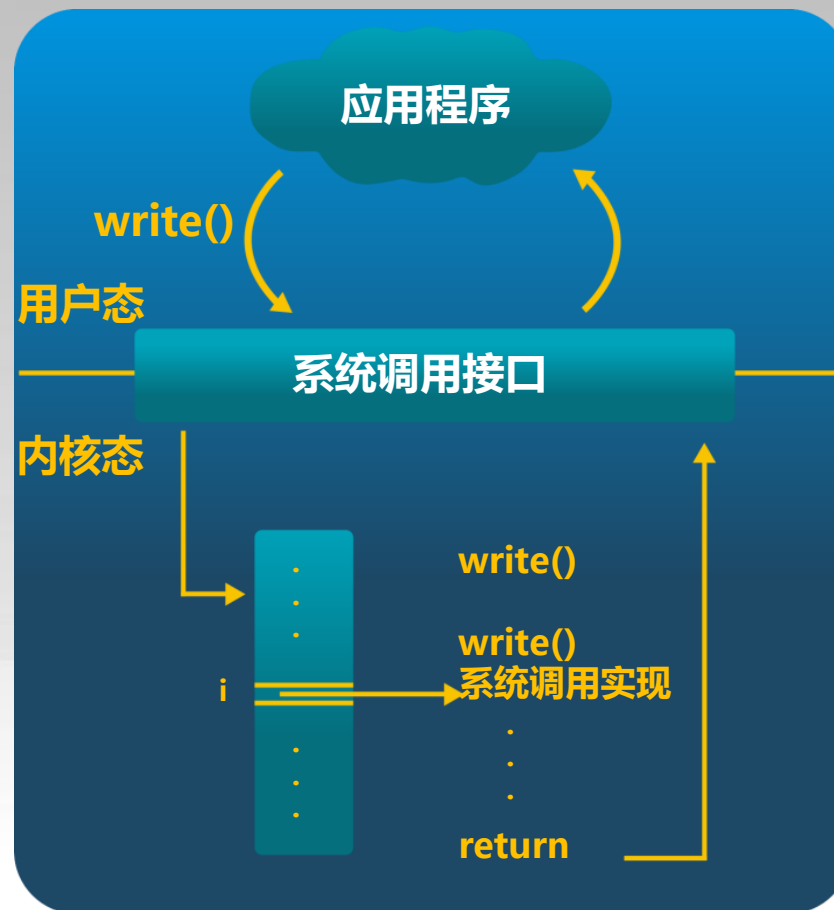 应用程序
write()
用户态
系统调用接口
内核态
write()
write()
系统调用实现
i
return